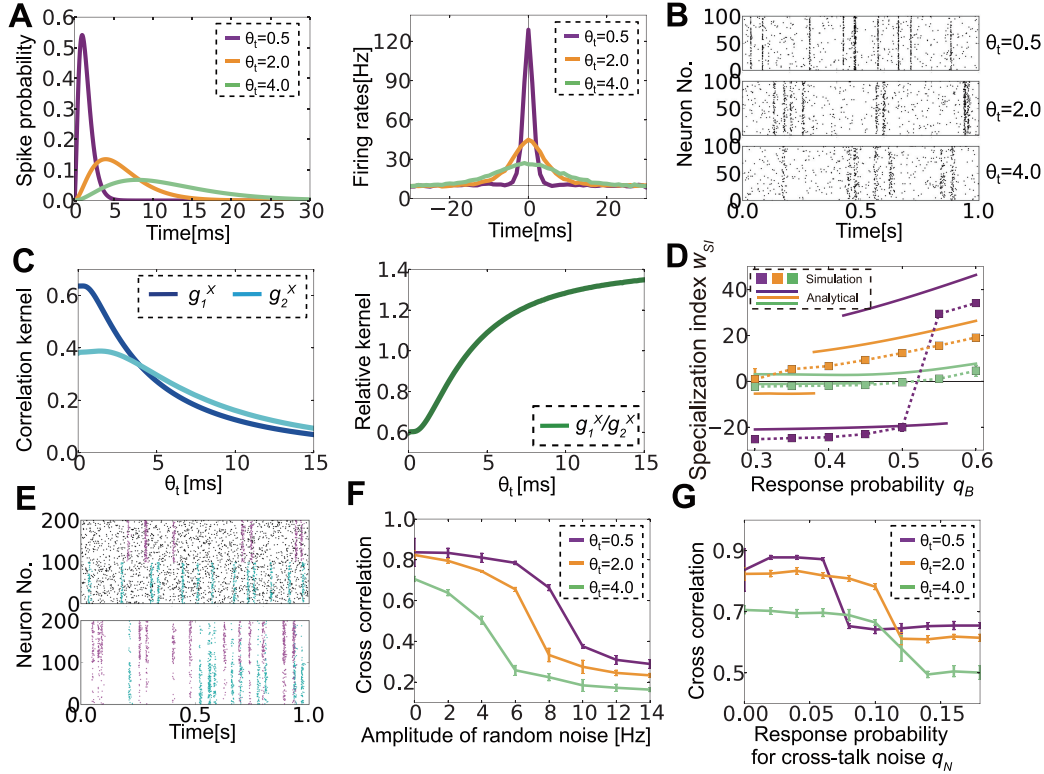 A
Spike probability
0.6
0.5
0.4
0.3
0.2
0.1
0.0
0
5
10
15
20
25
30
Time[ms]
θt=0.5
θt=2.0
θt=4.0
Firing rates[Hz]
120
90
60
30
0
−20
0
20
Time[ms]
θt=0.5
θt=2.0
θt=4.0
B
Neuron No.
100
0
100
0
100
0
0.0
0.5
1.0
Time[s]
θt=0.5
θt=2.0
θt=4.0
C
Correlation kernel
0.6
0.4
0.2
0.0
0
5
10
15
θt [ms]
g1X
g2X
Relative kernel
1.4
1.2
1.0
0.8
0.6
0
5
10
15
θt [ms]
g1X/g2X
D
Specialization index wSI
40
20
0
−20
0.3
0.4
0.5
0.6
Response probability qB
Simulation
Analytical
E
Neuron No.
200
100
0
200
100
0
0.0
0.5
1.0
Time[s]
F
Cross correlation
1.0
0.8
0.6
0.4
0.2
0
2
4
6
8
10
12
14
Amplitude of random noise [Hz]
θt=0.5
θt=2.0
θt=4.0
G
Cross correlation
0.9
0.7
0.5
0.00
0.05
0.10
0.15
Response probability
for cross-talk noise qN
θt=0.5
θt=2.0
θt=4.0